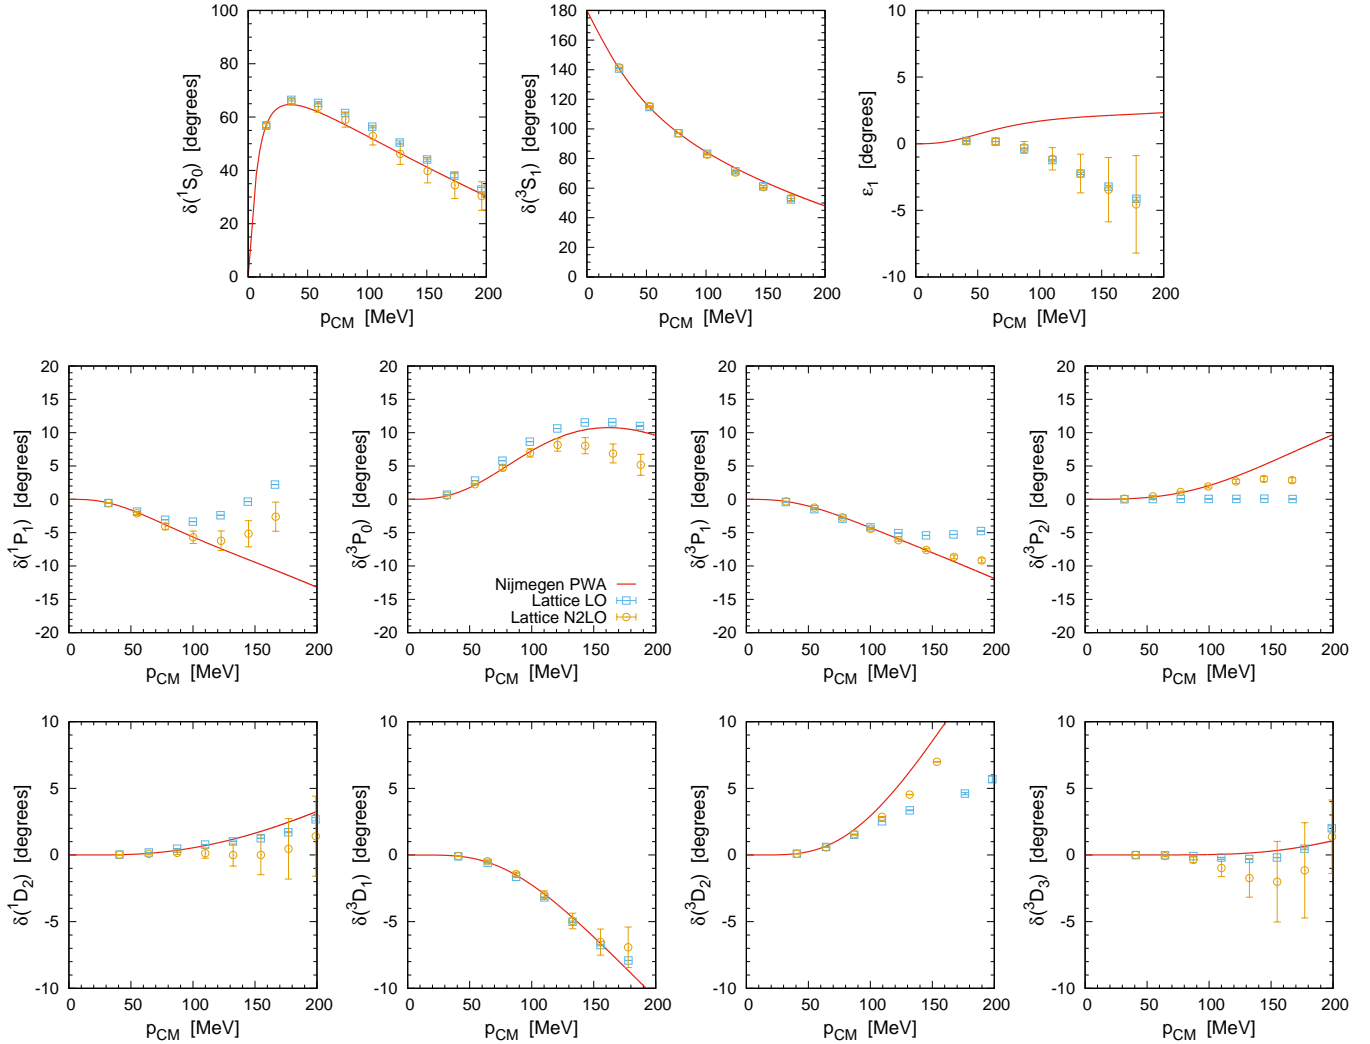 δ(¹S₀) [degrees]
100
80
60
40
20
0
0 50 100 150 200
p_CM [MeV]
δ(³S₁) [degrees]
180
160
140
120
100
80
60
40
20
0
0 50 100 150 200
p_CM [MeV]
ε₁ [degrees]
10
5
0
-5
-10
0 50 100 150 200
p_CM [MeV]
δ(¹P₁) [degrees]
20
15
10
5
0
-5
-10
-15
-20
0 50 100 150 200
p_CM [MeV]
δ(³P₀) [degrees]
20
15
10
5
0
-5
-10
-15
-20
Nijmegen PWA
Lattice LO
Lattice N2LO
0 50 100 150 200
p_CM [MeV]
δ(³P₁) [degrees]
20
15
10
5
0
-5
-10
-15
-20
0 50 100 150 200
p_CM [MeV]
δ(³P₂) [degrees]
20
15
10
5
0
-5
-10
-15
-20
0 50 100 150 200
p_CM [MeV]
δ(¹D₂) [degrees]
10
5
0
-5
-10
0 50 100 150 200
p_CM [MeV]
δ(³D₁) [degrees]
10
5
0
-5
-10
0 50 100 150 200
p_CM [MeV]
δ(³D₂) [degrees]
10
5
0
-5
-10
0 50 100 150 200
p_CM [MeV]
δ(³D₃) [degrees]
10
5
0
-5
-10
0 50 100 150 200
p_CM [MeV]